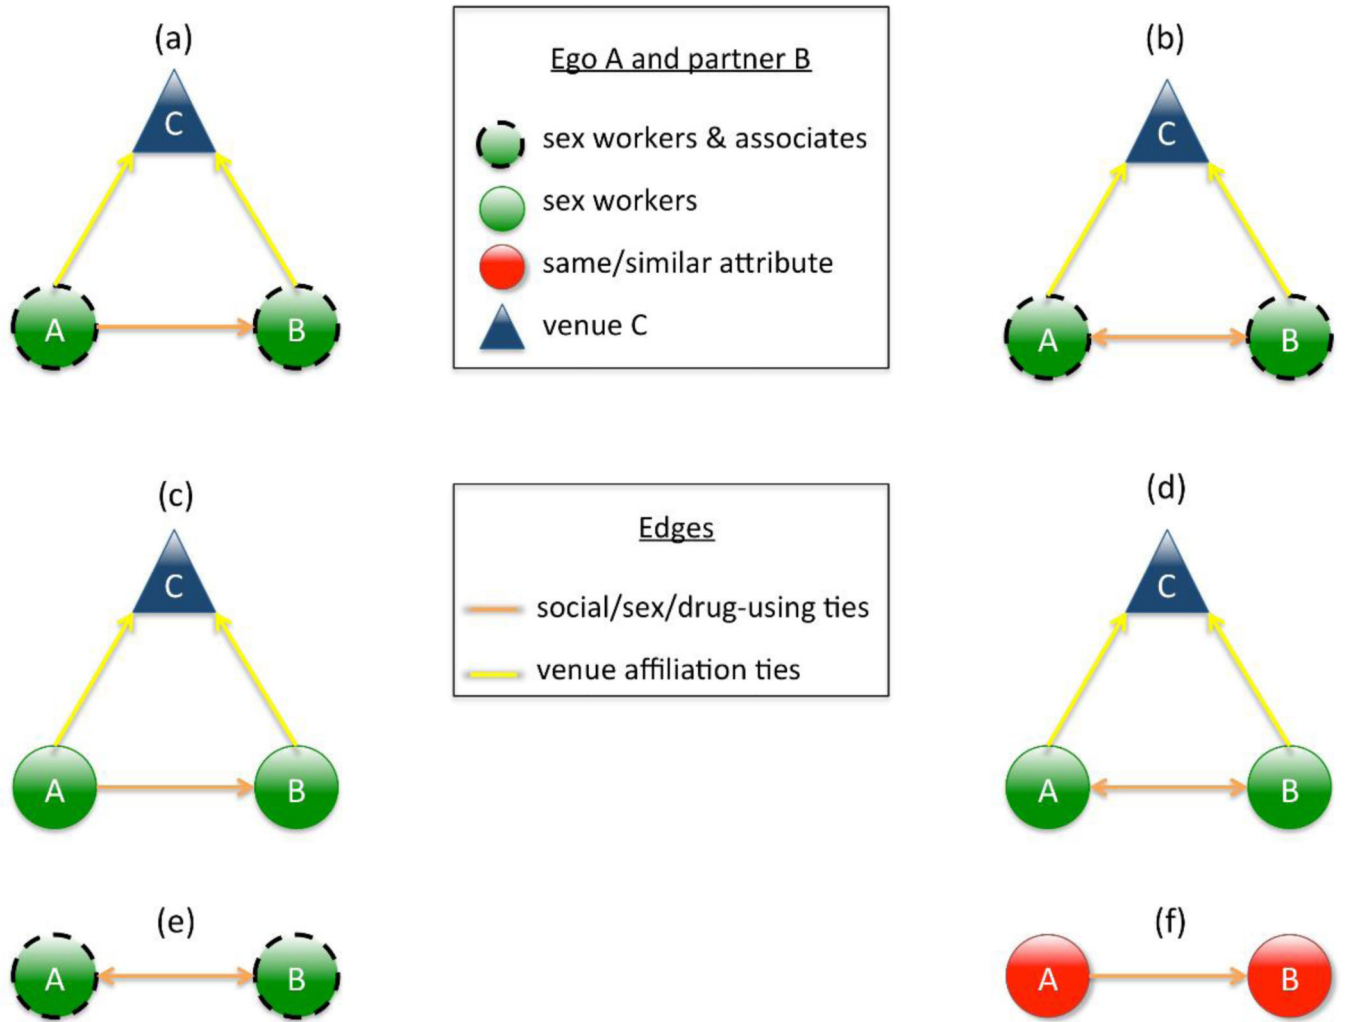 (a)
C
A
B
Ego A and partner B
sex workers & associates
sex workers
same/similar attribute
venue C
(b)
C
A
B
(c)
C
A
B
Edges
social/sex/drug-using ties
venue affiliation ties
(d)
C
A
B
(e)
A
B
(f)
A
B